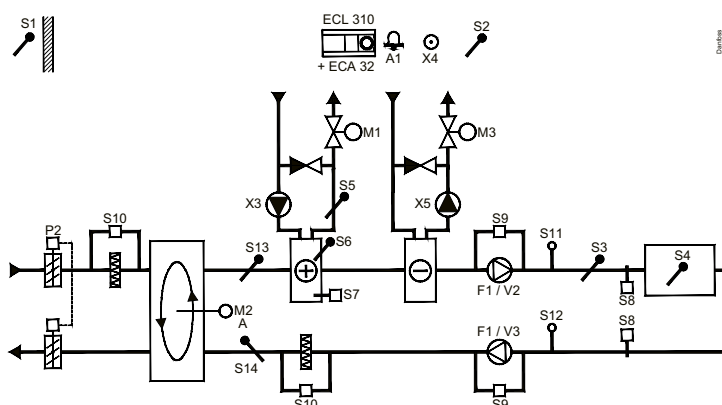 S1
ECL 310
+ ECA 32
A1
X4
S2
Danfoss
M1
M3
X3
S5
X5
P2
S10
S13
S6
S9
S11
S3
S4
S7
F1 / V2
S8
M2
A
S14
F1 / V3
S12
S8
S10
S9